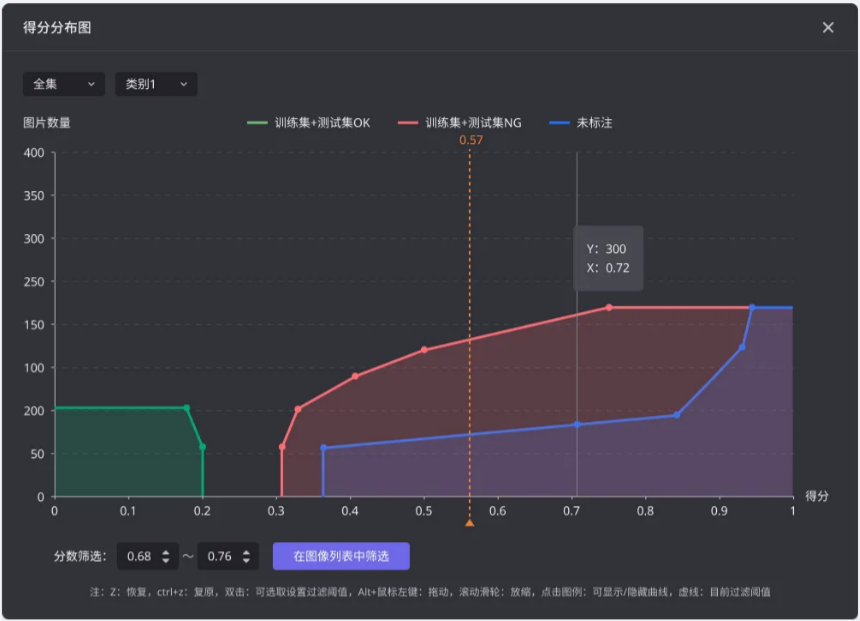 得分分布图
全集 类别1
图片数量 训练集+测试集OK 训练集+测试集NG 未标注
0.57
400
350
300
Y：300
X：0.72
250
150
100
200
50
0
得分
0 0.1 0.2 0.3 0.4 0.5 0.6 0.7 0.8 0.9 1
分数筛选： 0.68 ～ 0.76 在图像列表中筛选
注：Z：恢复，ctrl+z：复原，双击：可选取设置过滤阈值，Alt+鼠标左键：拖动，滚动滑轮：放缩，点击图例：可显示/隐藏曲线，虚线：目前过滤阈值